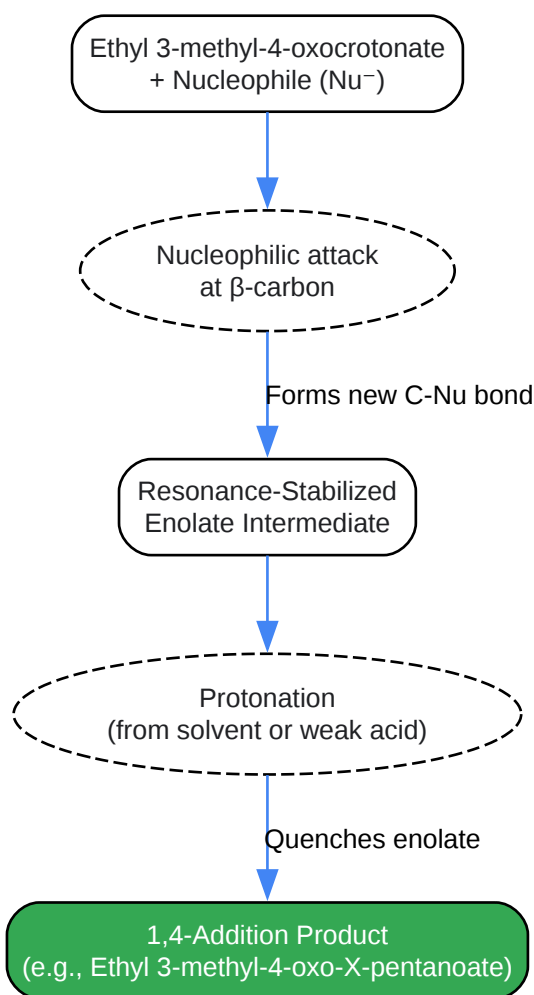 Ethyl 3-methyl-4-oxocrotonate
+ Nucleophile (Nu⁻)
Nucleophilic attack
at β-carbon
Forms new C-Nu bond
Resonance-Stabilized
Enolate Intermediate
Protonation
(from solvent or weak acid)
Quenches enolate
1,4-Addition Product
(e.g., Ethyl 3-methyl-4-oxo-X-pentanoate)